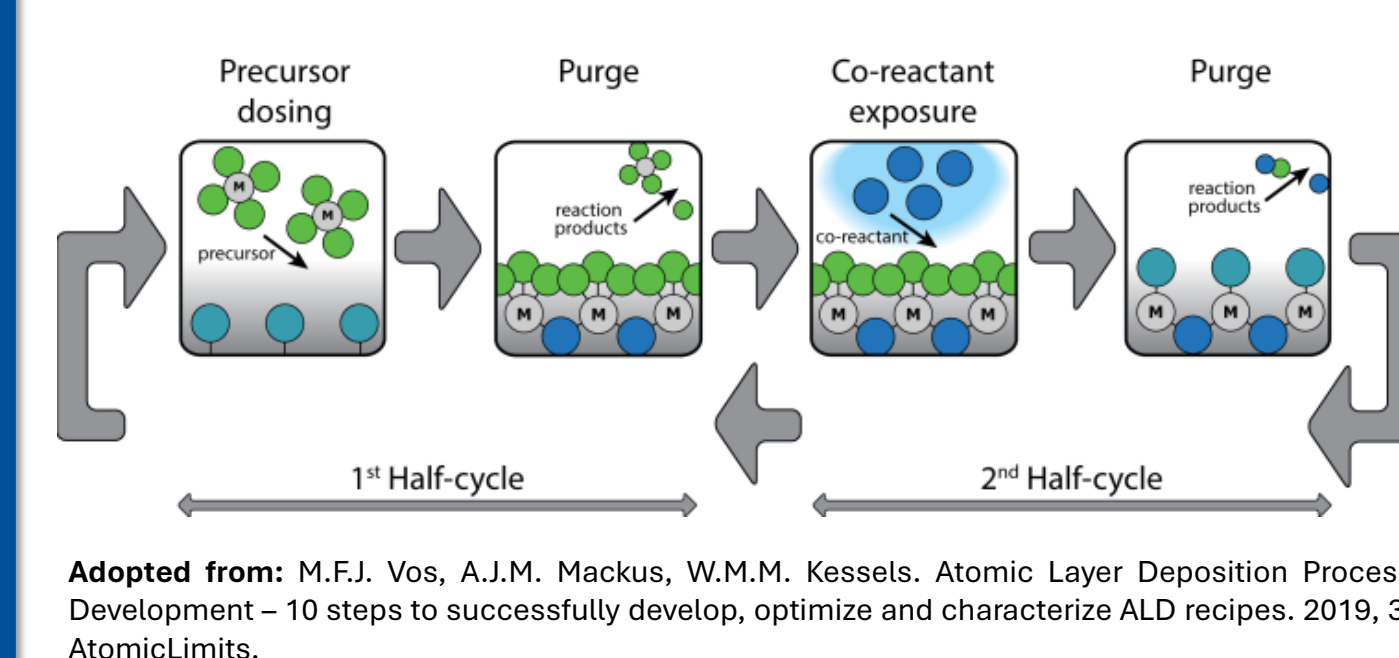 Precursor
dosing
Purge
Co-reactant
exposure
Purge
M
M
precursor
reaction
products
M
M
M
co-reactant
M
M
M
reaction
products
M
M
M
1st Half-cycle
2nd Half-cycle
Adopted from: M.F.J. Vos, A.J.M. Mackus, W.M.M. Kessels. Atomic Layer Deposition Proces
Development – 10 steps to successfully develop, optimize and characterize ALD recipes. 2019, 3
AtomicLimits.